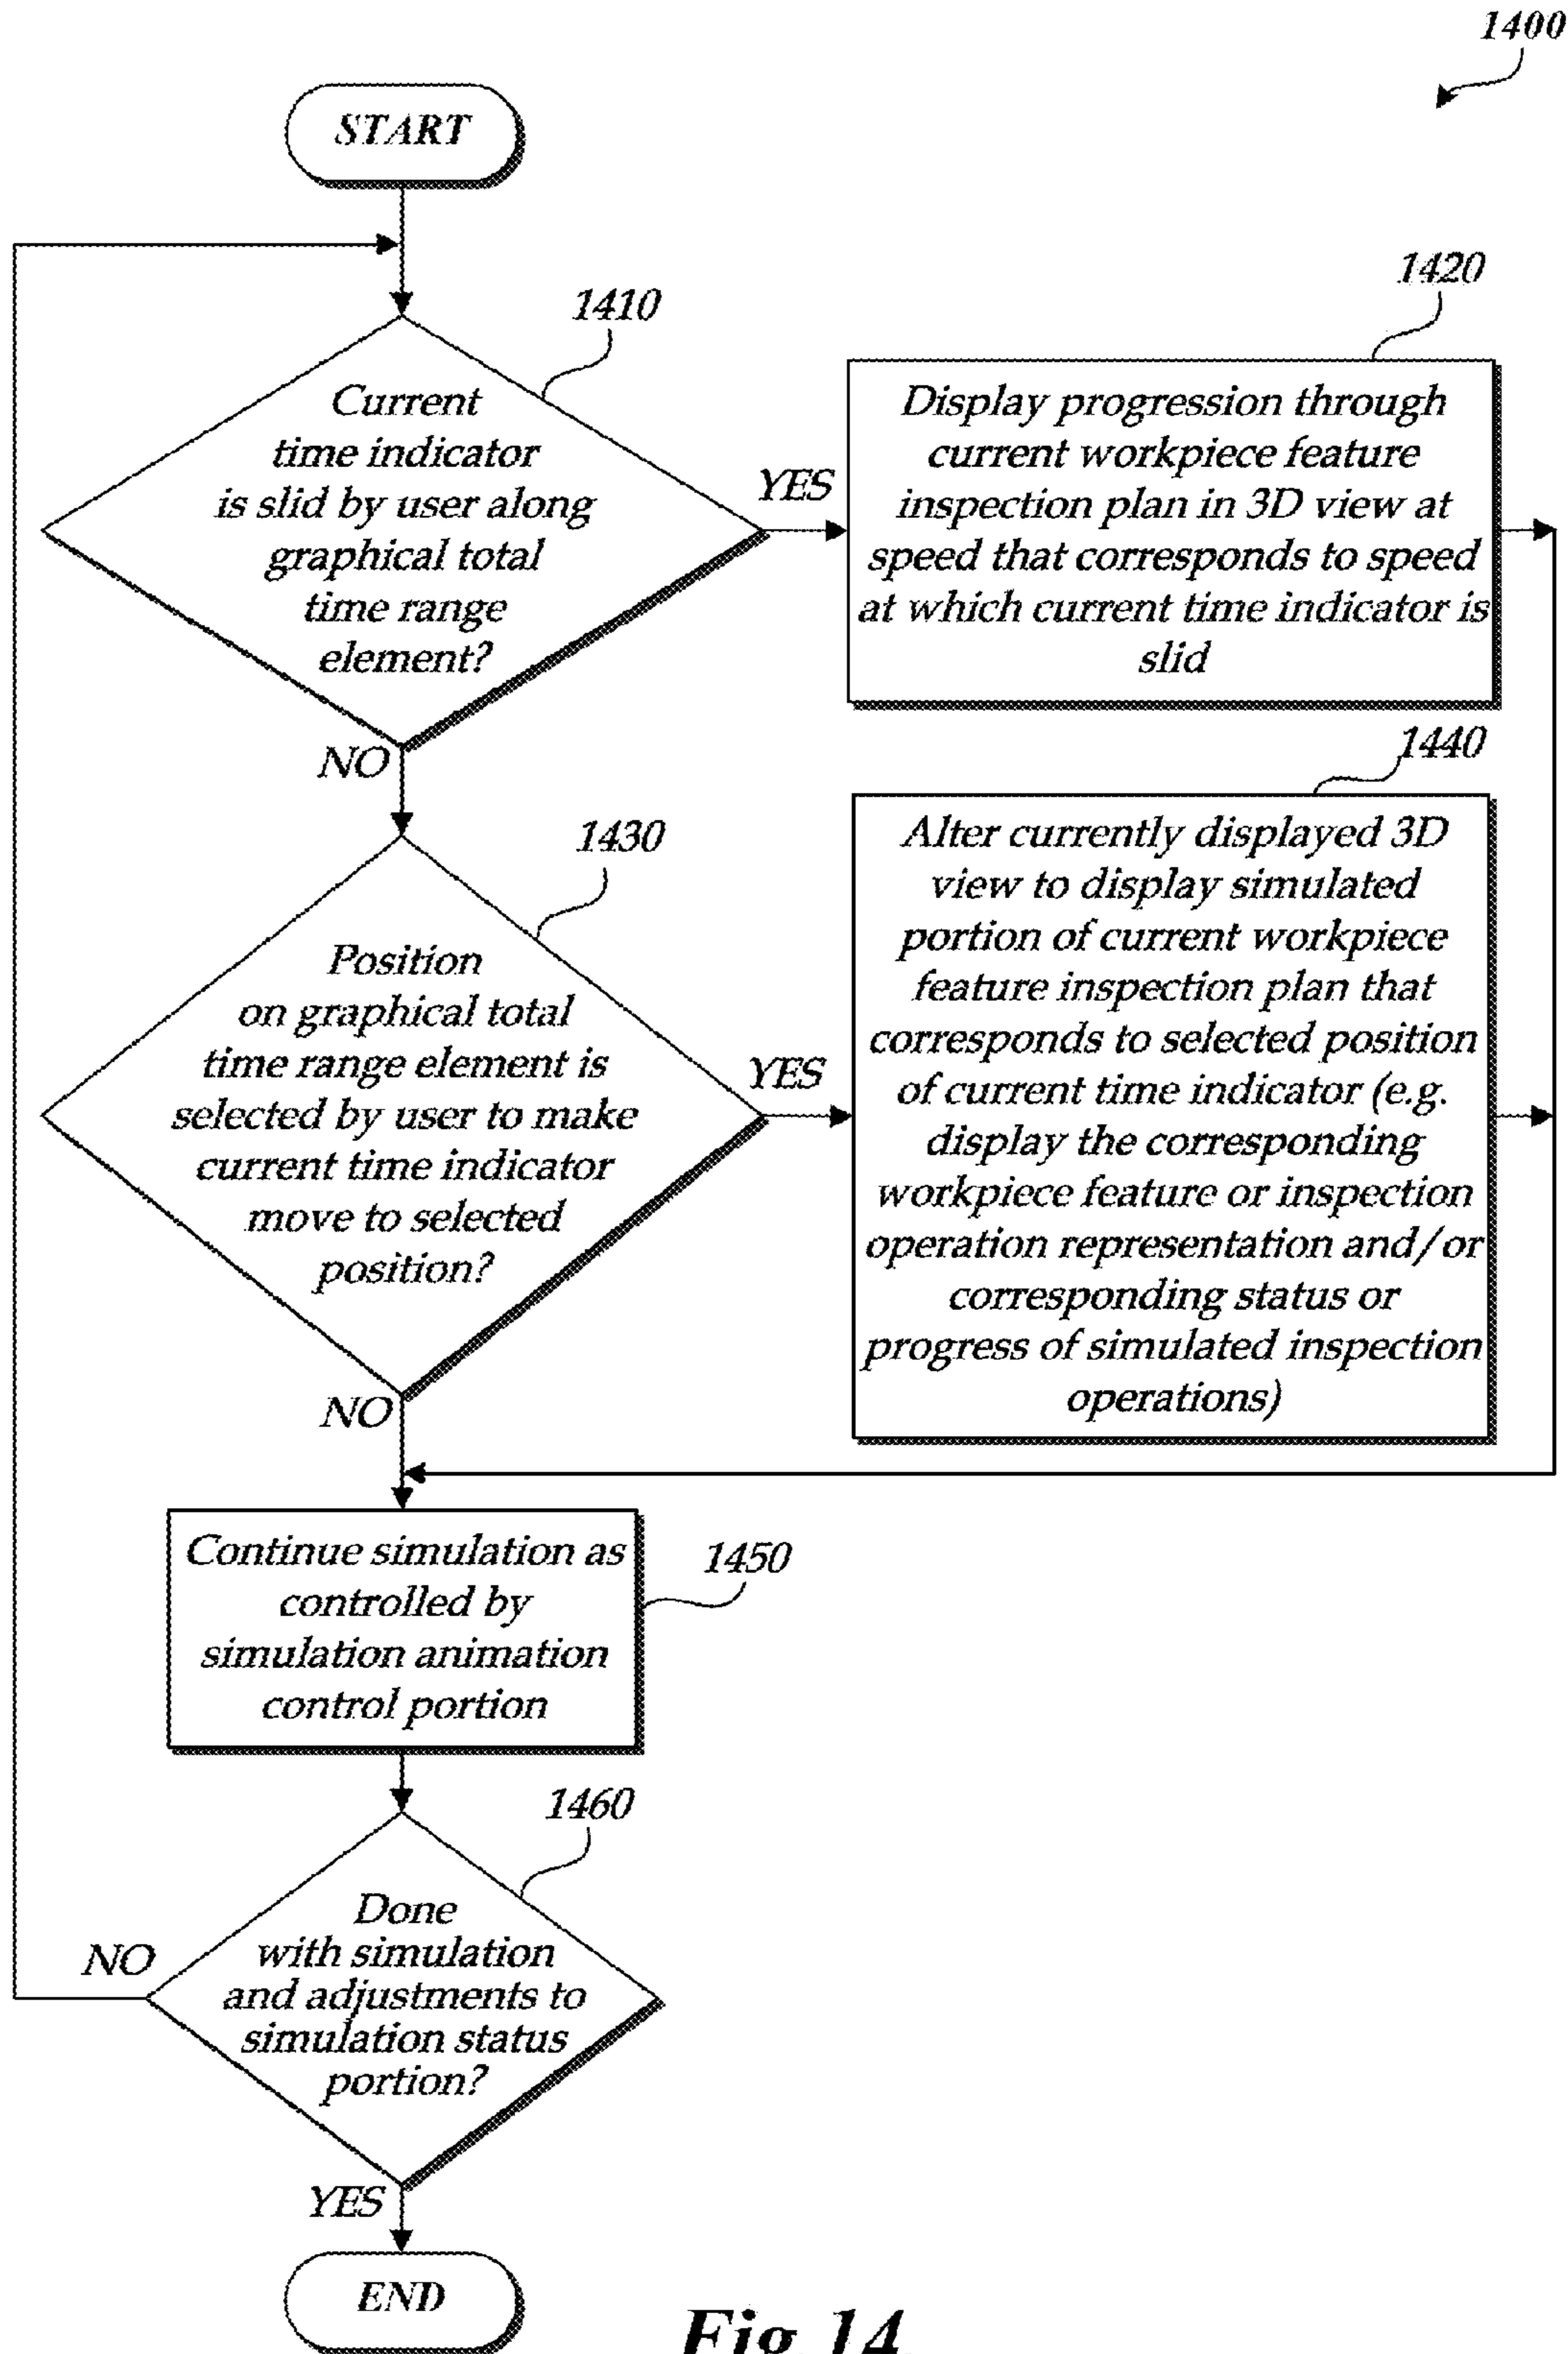 1400
START
1410
Current
time indicator
is slid by user along
graphical total
time range
element?
YES
NO
1420
Display progression through
current workpiece feature
inspection plan in 3D view at
speed that corresponds to speed
at which current time indicator is
slid
1430
Position
on graphical total
time range element is
selected by user to make
current time indicator
move to selected
position?
YES
NO
1440
Alter currently displayed 3D
view to display simulated
portion of current workpiece
feature inspection plan that
corresponds to selected position
of current time indicator (e.g.
display the corresponding
workpiece feature or inspection
operation representation and/or
corresponding status or
progress of simulated inspection
operations)
1450
Continue simulation as
controlled by
simulation animation
control portion
1460
Done
with simulation
and adjustments to
simulation status
portion?
NO
YES
END
Fig.14.